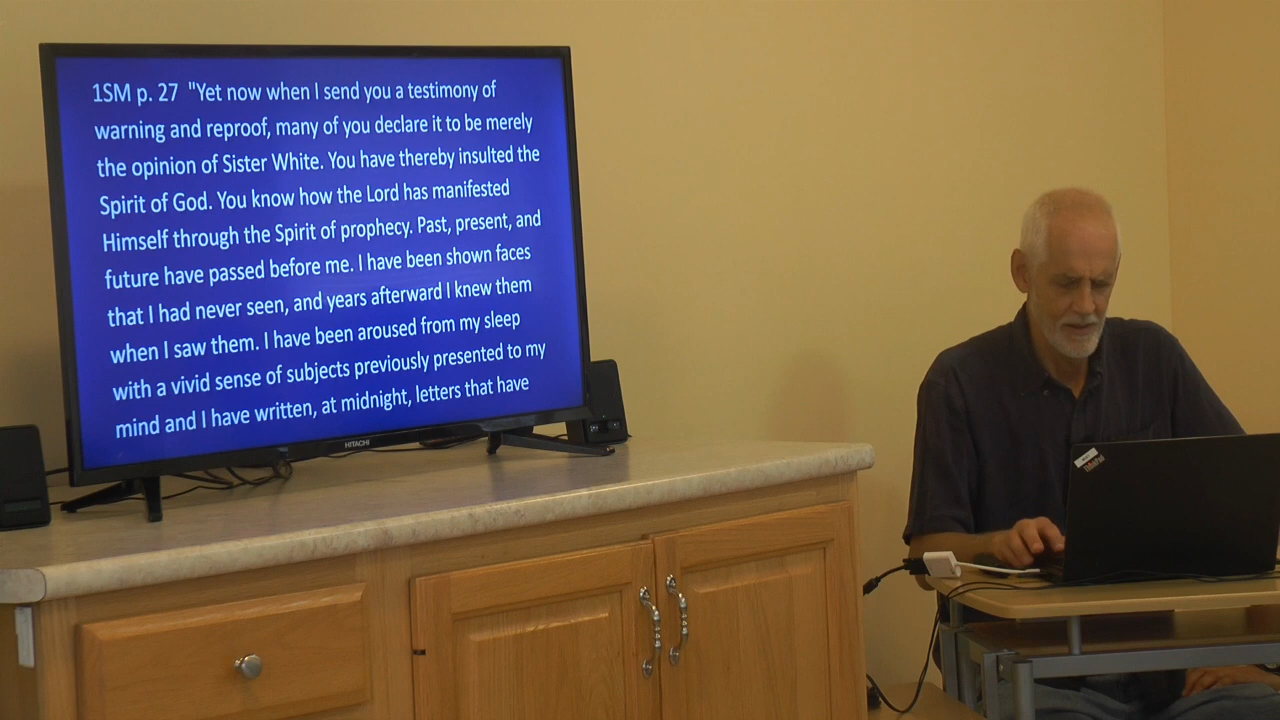 1SM p. 27 "Yet now when I send you a testimony of
warning and reproof, many of you declare it to be merely
the opinion of Sister White. You have thereby insulted the
Spirit of God. You know how the Lord has manifested
Himself through the Spirit of prophecy. Past, present, and
future have passed before me. I have been shown faces
that I had never seen, and years afterward I knew them
when I saw them. I have been aroused from my sleep
with a vivid sense of subjects previously presented to my
mind and I have written, at midnight, letters that have
HITACHI
ThinkPad